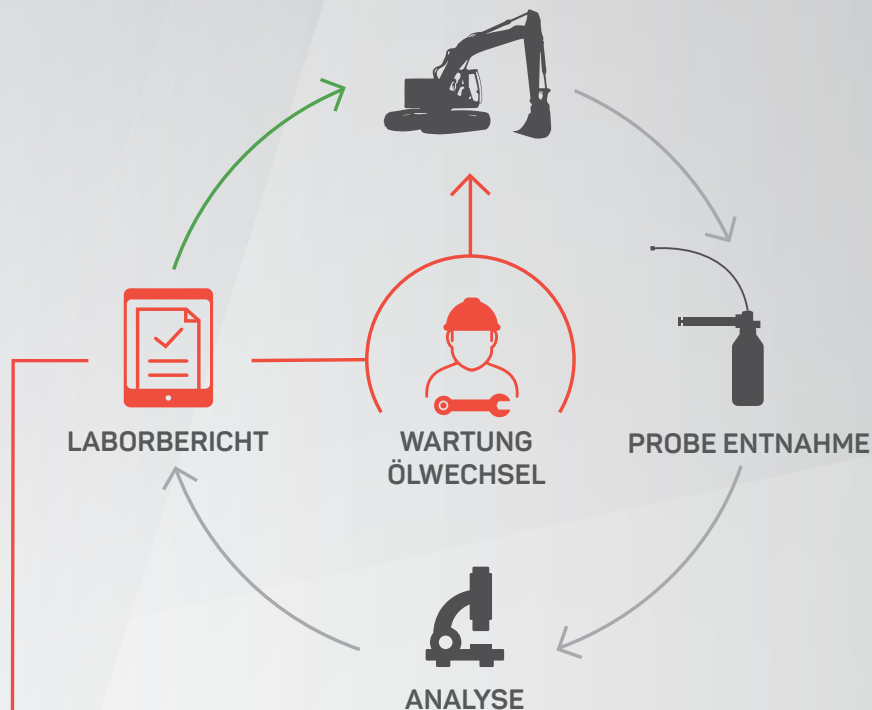 LABORBERICHT
WARTUNG
ÖLWECHSEL
PROBE ENTNAHME
ANALYSE